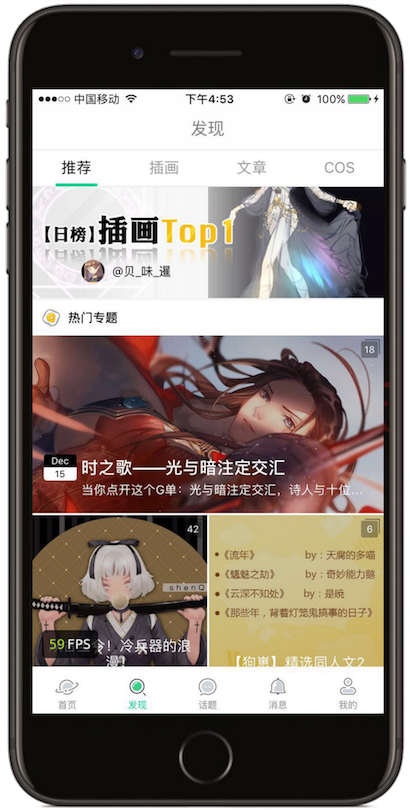 中国移动
下午4:53
100%
发现
推荐
插画
文章
COS
【日榜】插画Top1
@贝_味_暹
热门专题
18
Dec
15
时之歌——光与暗注定交汇
当你点开这个G单：光与暗注定交汇，诗人与十位...
42
shenQ
59 FPS
令！冷兵器的浪
漫！
6
•《流年》 by：天腐的多喵
•《魑魅之劫》 by：奇妙能力鹅
•《云深不知处》 by：是晓
•《那些年，背着灯笼鬼搞事的日子》
【狗崽】精选同人文2
首页
发现
话题
消息
我的